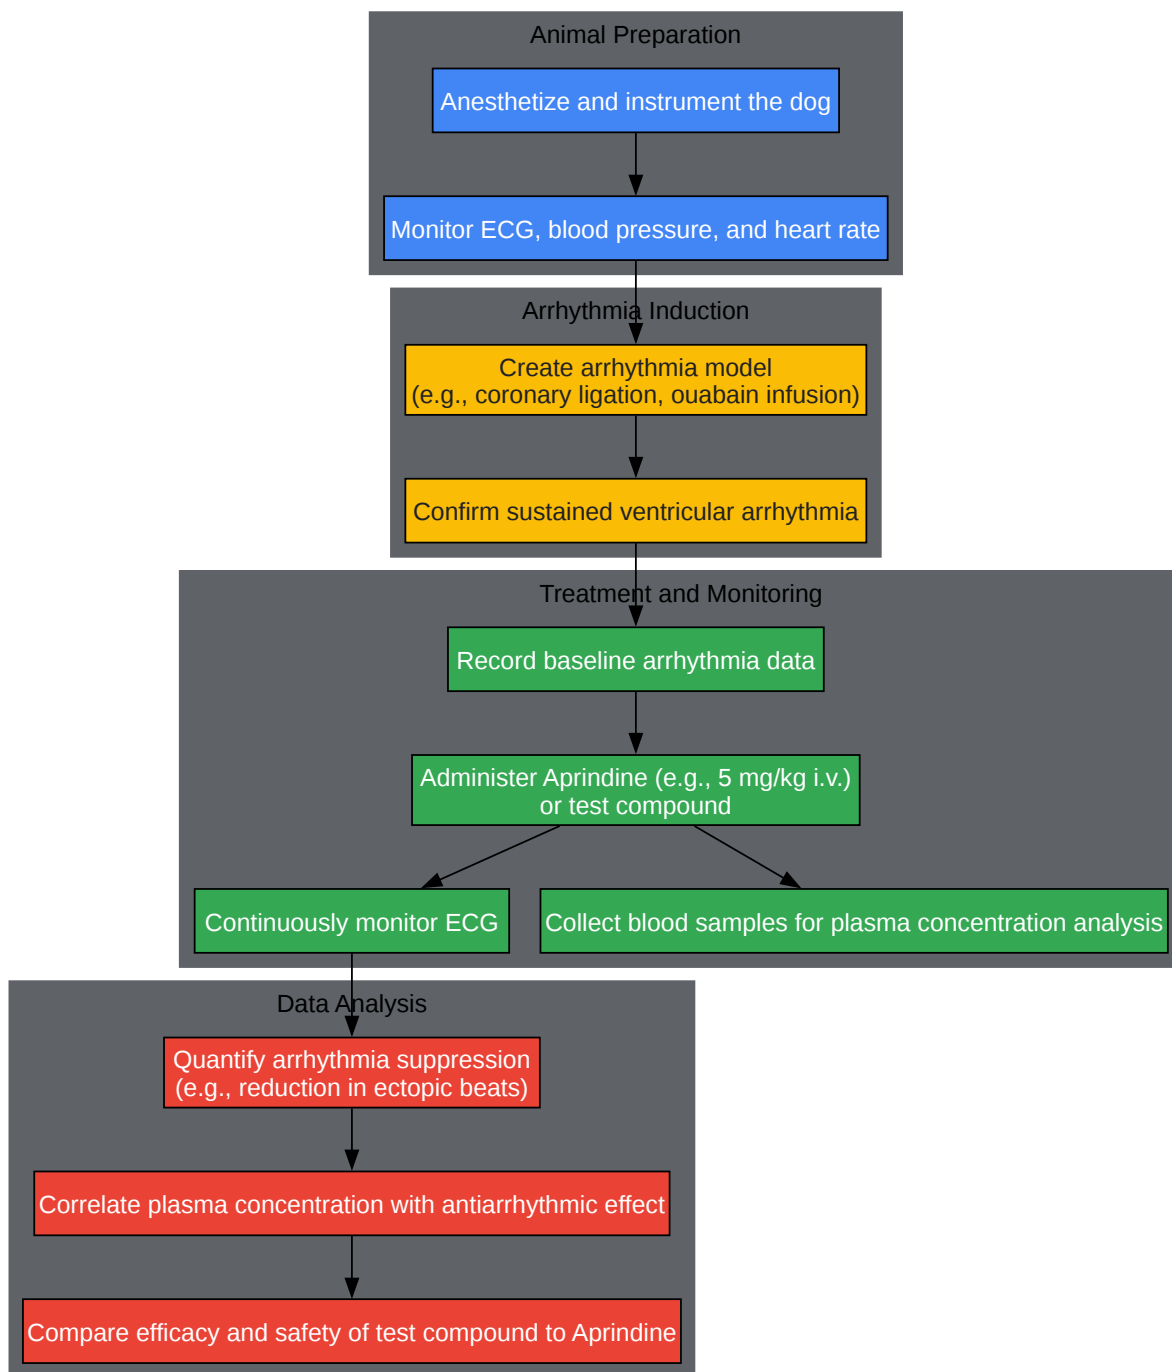 Animal Preparation
Anesthetize and instrument the dog
Monitor ECG, blood pressure, and heart rate
Arrhythmia Induction
Create arrhythmia model
(e.g., coronary ligation, ouabain infusion)
Confirm sustained ventricular arrhythmia
Treatment and Monitoring
Record baseline arrhythmia data
Administer Aprindine (e.g., 5 mg/kg i.v.)
or test compound
Continuously monitor ECG
Collect blood samples for plasma concentration analysis
Data Analysis
Quantify arrhythmia suppression
(e.g., reduction in ectopic beats)
Correlate plasma concentration with antiarrhythmic effect
Compare efficacy and safety of test compound to Aprindine